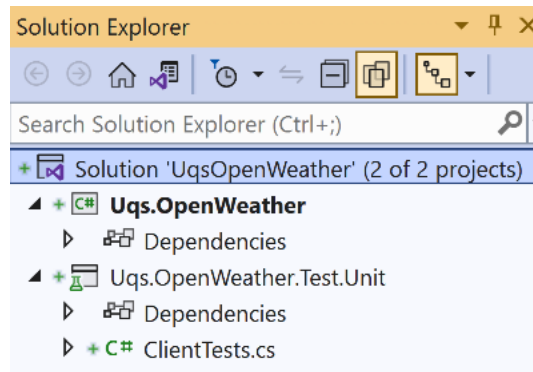 Solution Explorer
Search Solution Explorer (Ctrl+;)
Solution 'UqsOpenWeather' (2 of 2 projects)
C# Uqs.OpenWeather
Dependencies
Uqs.OpenWeather.Test.Unit
Dependencies
C# ClientTests.cs